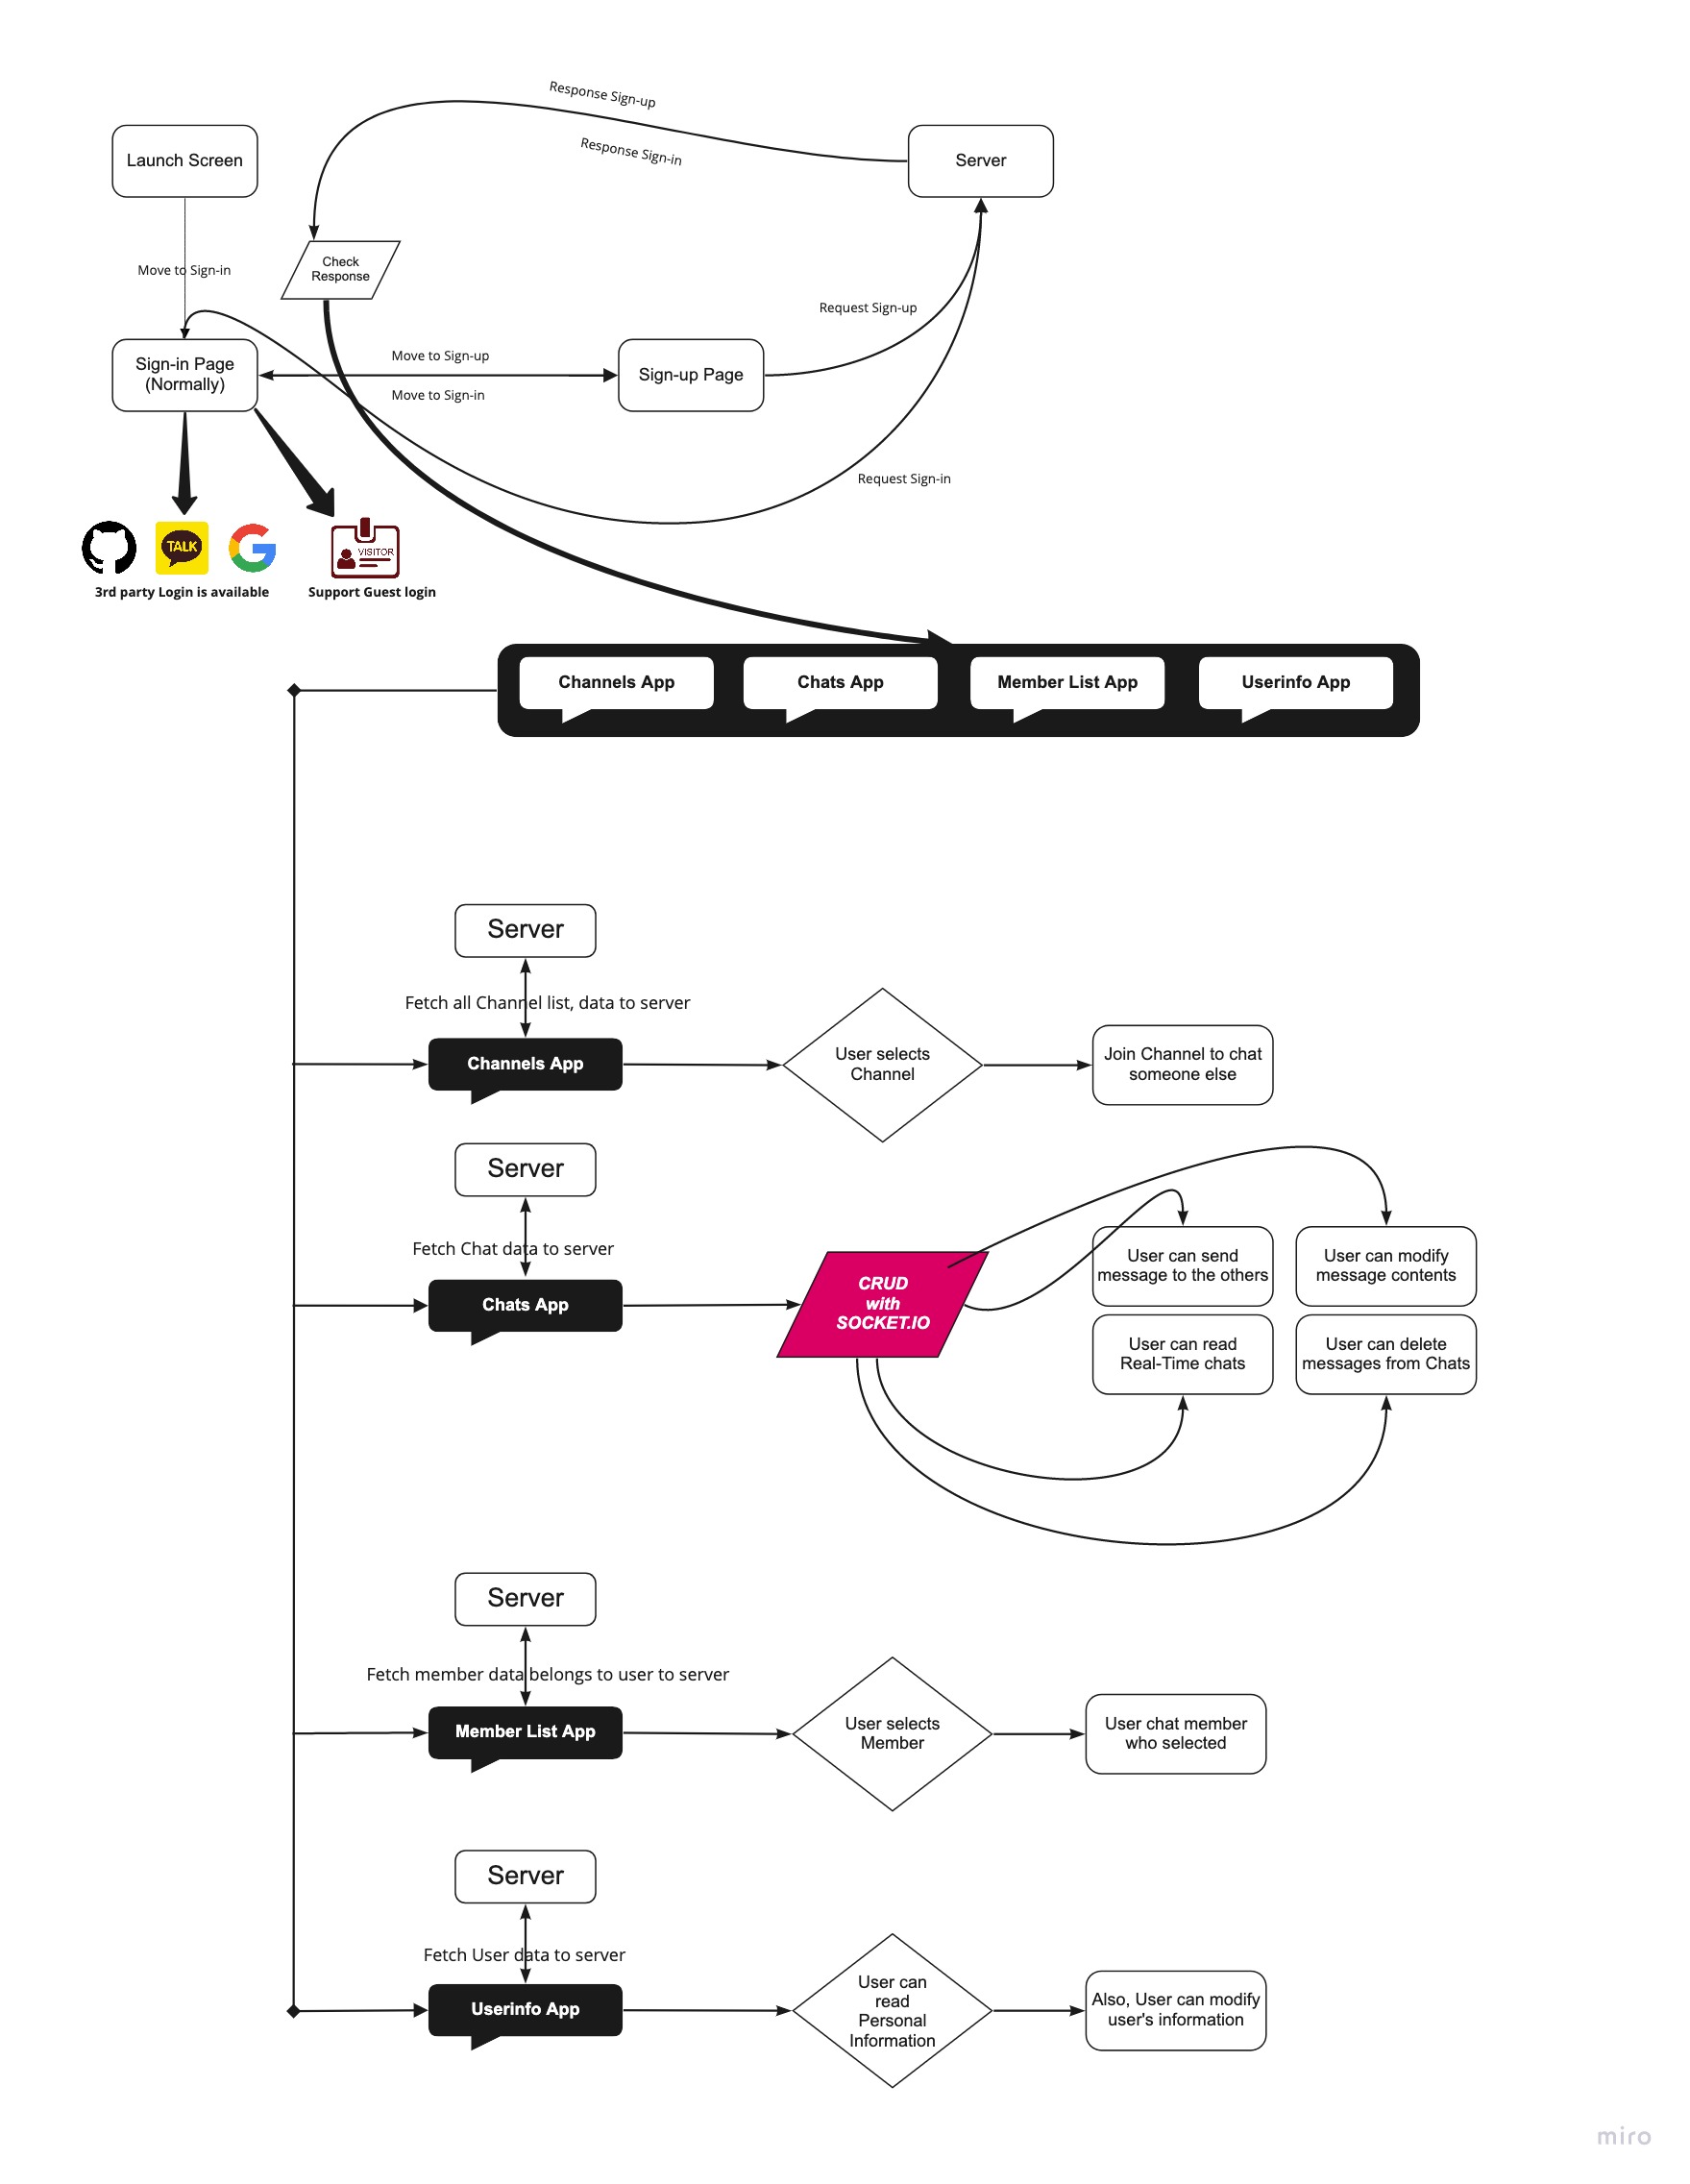 Response Sign-up
Response Sign-in
Launch Screen
Server
Check
Response
Move to Sign-in
Request Sign-up
Sign-in Page
(Normally)
Move to Sign-up
Move to Sign-in
Sign-up Page
Request Sign-in
TALK
VISITOR
3rd party Login is available
Support Guest login
Channels App
Chats App
Member List App
Userinfo App
Server
Fetch all Channel list, data to server
Channels App
User selects
Channel
Join Channel to chat
someone else
Server
Fetch Chat data to server
Chats App
CRUD
with
SOCKET.IO
User can send
message to the others
User can modify
message contents
User can read
Real-Time chats
User can delete
messages from Chats
Server
Fetch member data belongs to user to server
Member List App
User selects
Member
User chat member
who selected
Server
Fetch User data to server
Userinfo App
User can
read
Personal
Information
Also, User can modify
user's information
miro